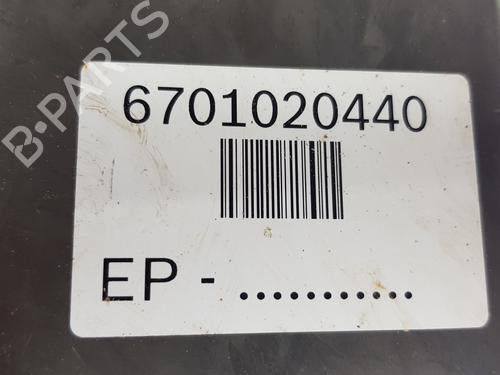 B-PARTS
6701020440
EP - ...........